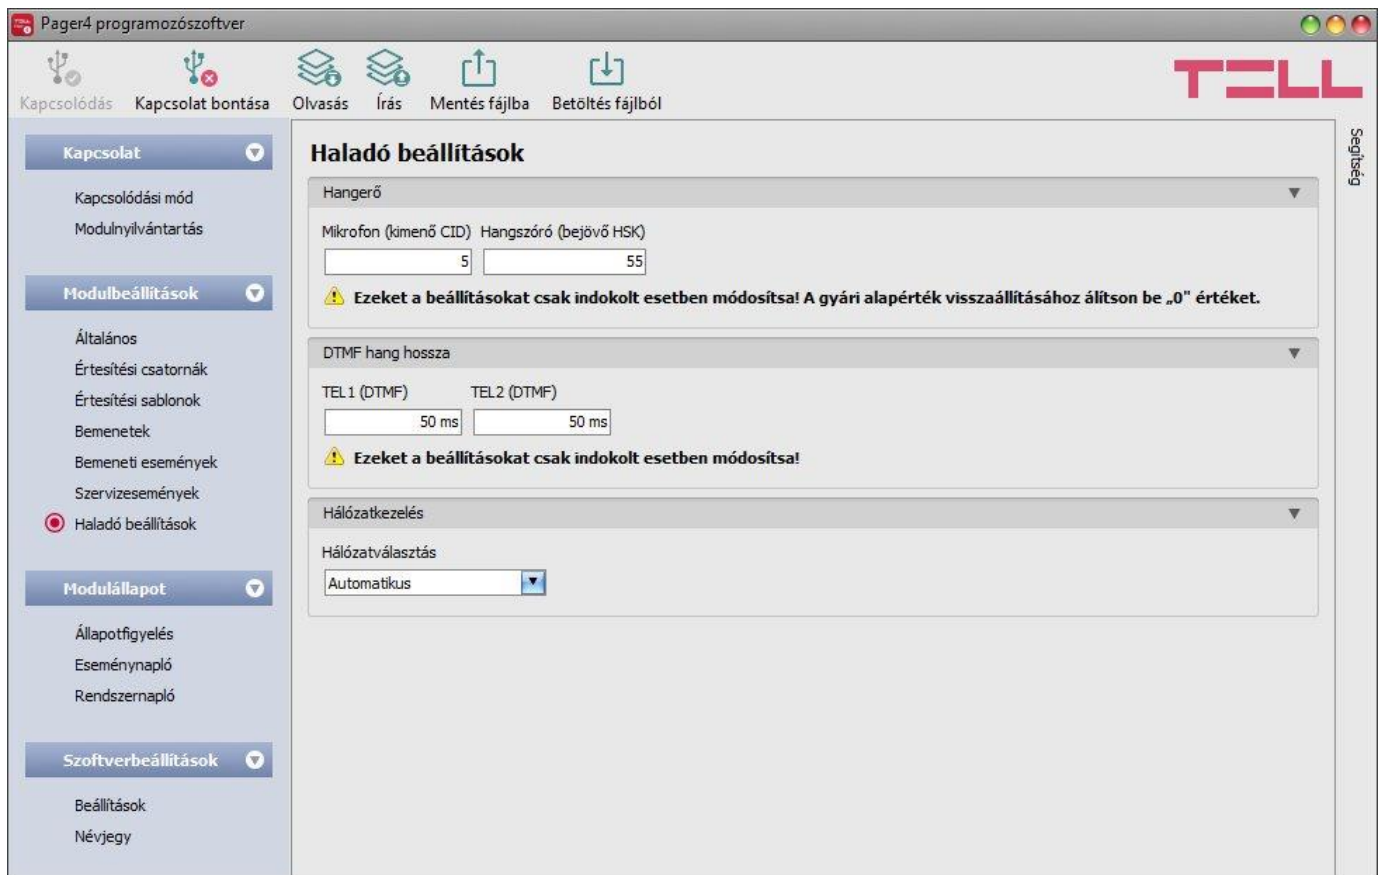 Pager4 programozószoftver
Kapcsolódás Kapcsolat bontása Olvasás Írás Mentés fájlba Betöltés fájlból
TELL
Segítség
Kapcsolat
Kapcsolódási mód
Modulnyilvántartás
Modulbeállítások
Általános
Értesítési csatornák
Értesítési sablonok
Bemenetek
Bemeneti események
Szervizesemények
Haladó beállítások
Modulállapot
Állapotfigyelés
Eseménynapló
Rendszernapló
Szoftverbeállítások
Beállítások
Névjegy
Haladó beállítások
Hangerő
Mikrofon (kimenő CID) Hangszóró (bejövő HSK)
5 55
Ezeket a beállításokat csak indokolt esetben módosítsa! A gyári alapérték visszaállításához álítson be „0" értéket.
DTMF hang hossza
TEL1 (DTMF) TEL2 (DTMF)
50 ms 50 ms
Ezeket a beállításokat csak indokolt esetben módosítsa!
Hálózatkezelés
Hálózatválasztás
Automatikus